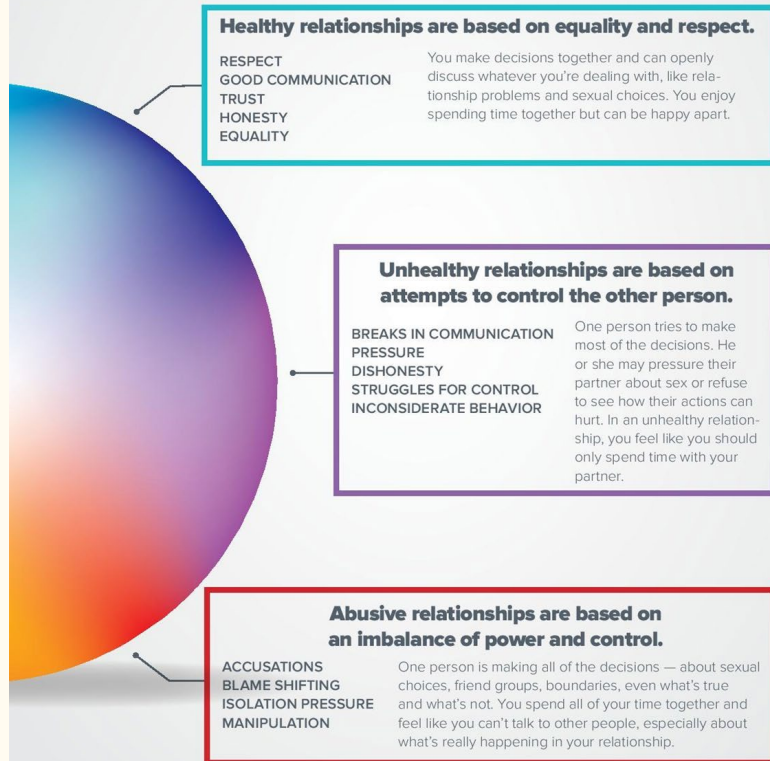 Healthy relationships are based on equality and respect.
RESPECT
GOOD COMMUNICATION
TRUST
HONESTY
EQUALITY
You make decisions together and can openly
discuss whatever you’re dealing with, like rela-
tionship problems and sexual choices. You enjoy
spending time together but can be happy apart.
Unhealthy relationships are based on
attempts to control the other person.
BREAKS IN COMMUNICATION
PRESSURE
DISHONESTY
STRUGGLES FOR CONTROL
INCONSIDERATE BEHAVIOR
One person tries to make
most of the decisions. He
or she may pressure their
partner about sex or refuse
to see how their actions can
hurt. In an unhealthy relation-
ship, you feel like you should
only spend time with your
partner.
Abusive relationships are based on
an imbalance of power and control.
ACCUSATIONS
BLAME SHIFTING
ISOLATION PRESSURE
MANIPULATION
One person is making all of the decisions — about sexual
choices, friend groups, boundaries, even what’s true
and what’s not. You spend all of your time together and
feel like you can’t talk to other people, especially about
what’s really happening in your relationship.